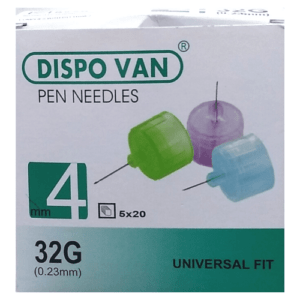 DISPO VAN®
PEN NEEDLES
4
mm
5x20
32G
(0.23mm)
UNIVERSAL FIT